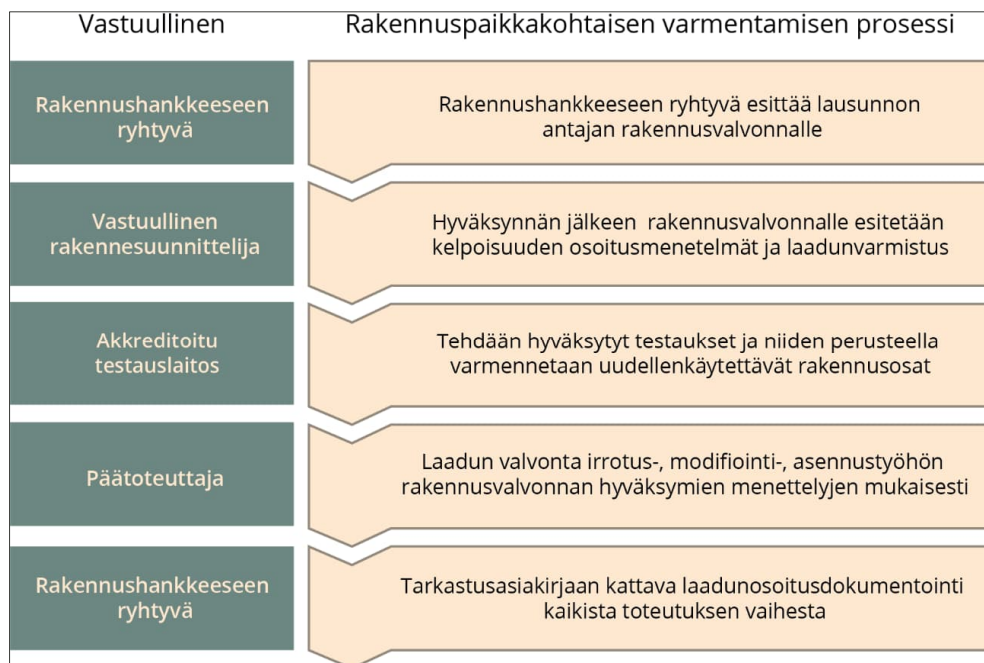 Vastuullinen
Rakennuspaikkakohtaisen varmentamisen prosessi
Rakennushankkeeseen
ryhtyvä
Rakennushankkeeseen ryhtyvä esittää lausunnon
antajan rakennusvalvonnalle
Vastuullinen
rakennesuunnittelija
Hyväksynnän jälkeen rakennusvalvonnalle esitetään
kelpoisuuden osoitusmenetelmät ja laadunvarmistus
Akkreditoitu
testauslaitos
Tehdään hyväksytyt testaukset ja niiden perusteella
varmennetaan uudellenkäytettävät rakennusosat
Päätoteuttaja
Laadun valvonta irrotus-, modifiointi-, asennustyöhön
rakennusvalvonnan hyväksymien menettelyjen mukaisesti
Rakennushankkeeseen
ryhtyvä
Tarkastusasiakirjaan kattava laadunosoitusdokumentointi
kaikista toteutuksen vaihesta